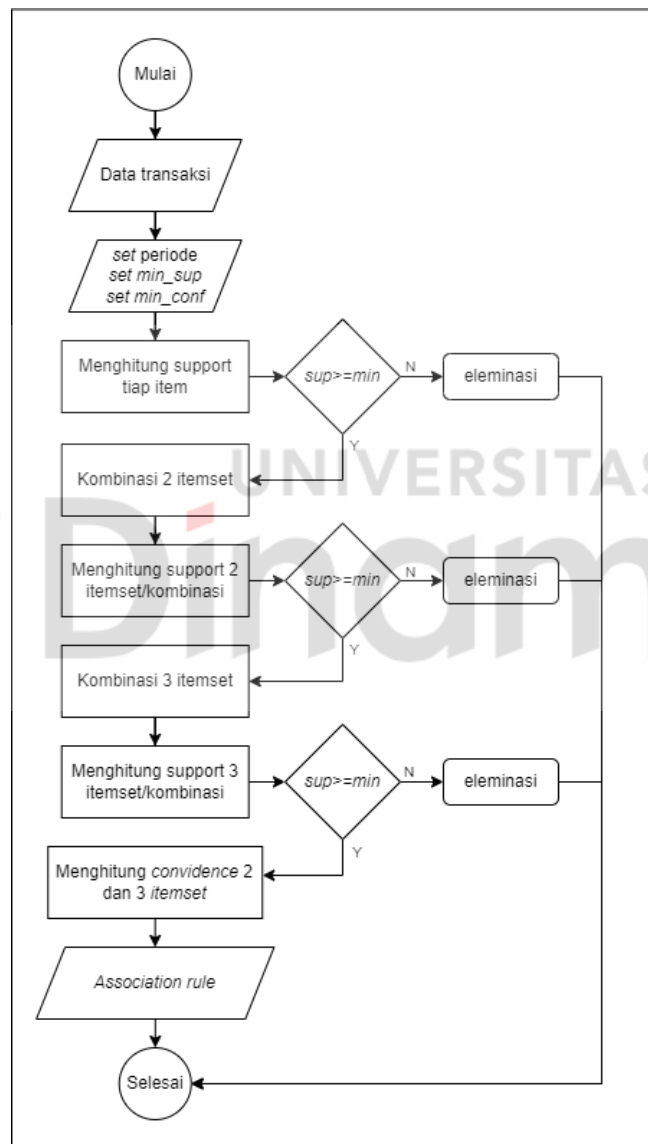 Mulai
Data transaksi
set periode
set min_sup
set min_conf
Menghitung support
tiap item
sup>=min
N
eleminasi
Y
Kombinasi 2 itemset
UNIVERSITAS
Dinam
Menghitung support 2
itemset/kombinasi
sup>=min
N
eleminasi
Y
Kombinasi 3 itemset
Menghitung support 3
itemset/kombinasi
sup>=min
N
eleminasi
Y
Menghitung convidence 2
dan 3 itemset
Association rule
Selesai